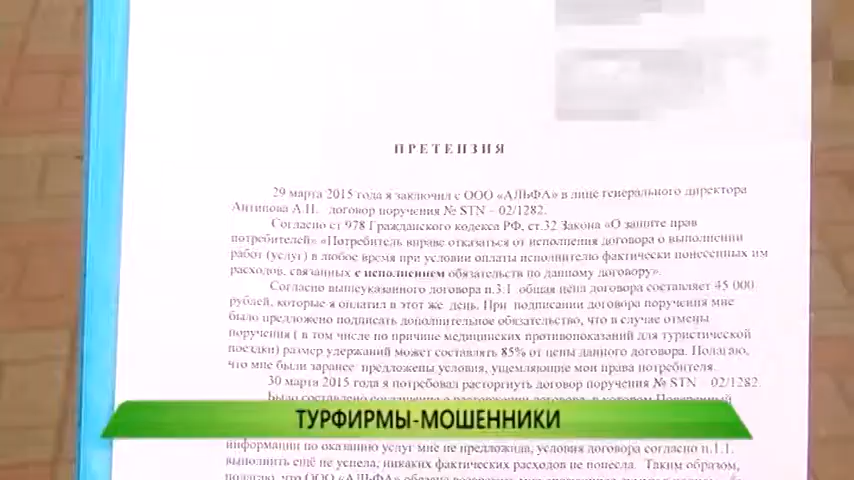 ПРЕТЕНЗИЯ
29 марта 2015 года я заключил с ООО «АЛЬФА» в лице генерального директора
Антипова А.П. договор поручения № STN – 02/1282.
Согласно ст 978 Гражданского кодекса РФ, ст.32 Закона «О защите прав
потребителей» «Потребитель вправе отказаться от исполнения договора о выполнении
работ (услуг) в любое время при условии оплаты исполнителю фактически понесенных им
расходов, связанных с исполнением обязательств по данному договору».
Согласно вышеуказанного договора п.3.1 общая цена договора составляет 45 000
рублей, которые я оплатил в этот же день. При подписании договора поручения мне
было предложено подписать дополнительное обязательство, что в случае отмены
поручения ( в том числе по причине медицинских противопоказаний для туристической
поездки) размер удержаний может составлять 85% от цены данного договора. Полагаю,
что мне были заранее предложены условия, ущемляющие мои права потребителя.
30 марта 2015 года я потребовал расторгнуть договор поручения № STN – 02/1282.
Было составлено соглашение о расторжении договора, в котором Поверенный
ТУРФИРМЫ-МОШЕННИКИ
информации по оказанию услуг мне не предложила, условия договора согласно п.1.1.
выполнить ещё не успела, никаких фактических расходов не понесла. Таким образом,
полагаю, что ООО «АЛЬФА» обязана